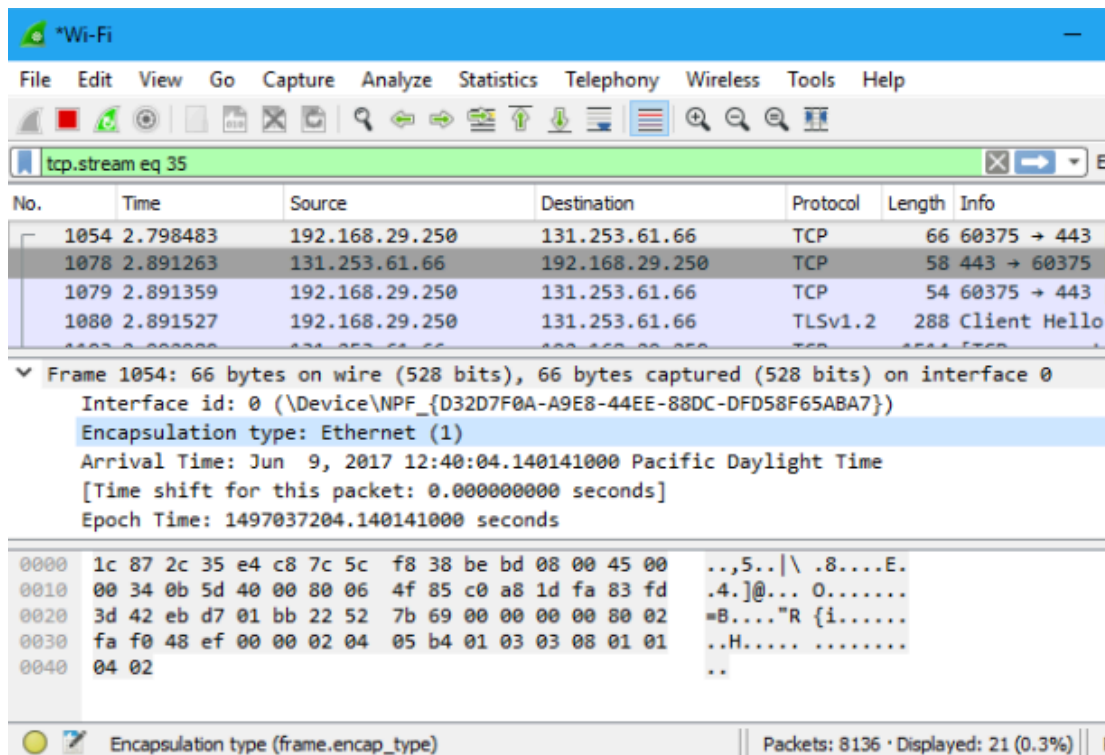 *Wi-Fi
File Edit View Go Capture Analyze Statistics Telephony Wireless Tools Help
tcp.stream eq 35
No. Time Source Destination Protocol Length Info
1054 2.798483 192.168.29.250 131.253.61.66 TCP 66 60375 → 443
1078 2.891263 131.253.61.66 192.168.29.250 TCP 58 443 → 60375
1079 2.891359 192.168.29.250 131.253.61.66 TCP 54 60375 → 443
1080 2.891527 192.168.29.250 131.253.61.66 TLSv1.2 288 Client Hello
Frame 1054: 66 bytes on wire (528 bits), 66 bytes captured (528 bits) on interface 0
Interface id: 0 (\Device\NPF_{D32D7F0A-A9E8-44EE-88DC-DFD58F65ABA7})
Encapsulation type: Ethernet (1)
Arrival Time: Jun 9, 2017 12:40:04.140141000 Pacific Daylight Time
[Time shift for this packet: 0.000000000 seconds]
Epoch Time: 1497037204.140141000 seconds
0000 1c 87 2c 35 e4 c8 7c 5c f8 38 be bd 08 00 45 00 ..,5..|\ .8....E.
0010 00 34 0b 5d 40 00 80 06 4f 85 c0 a8 1d fa 83 fd .4.]@... O.......
0020 3d 42 eb d7 01 bb 22 52 7b 69 00 00 00 00 80 02 =B...."R {i......
0030 fa f0 48 ef 00 00 02 04 05 b4 01 03 03 08 01 01 ..H..... ........
0040 04 02 ..
Encapsulation type (frame.encap_type) Packets: 8136 · Displayed: 21 (0.3%)